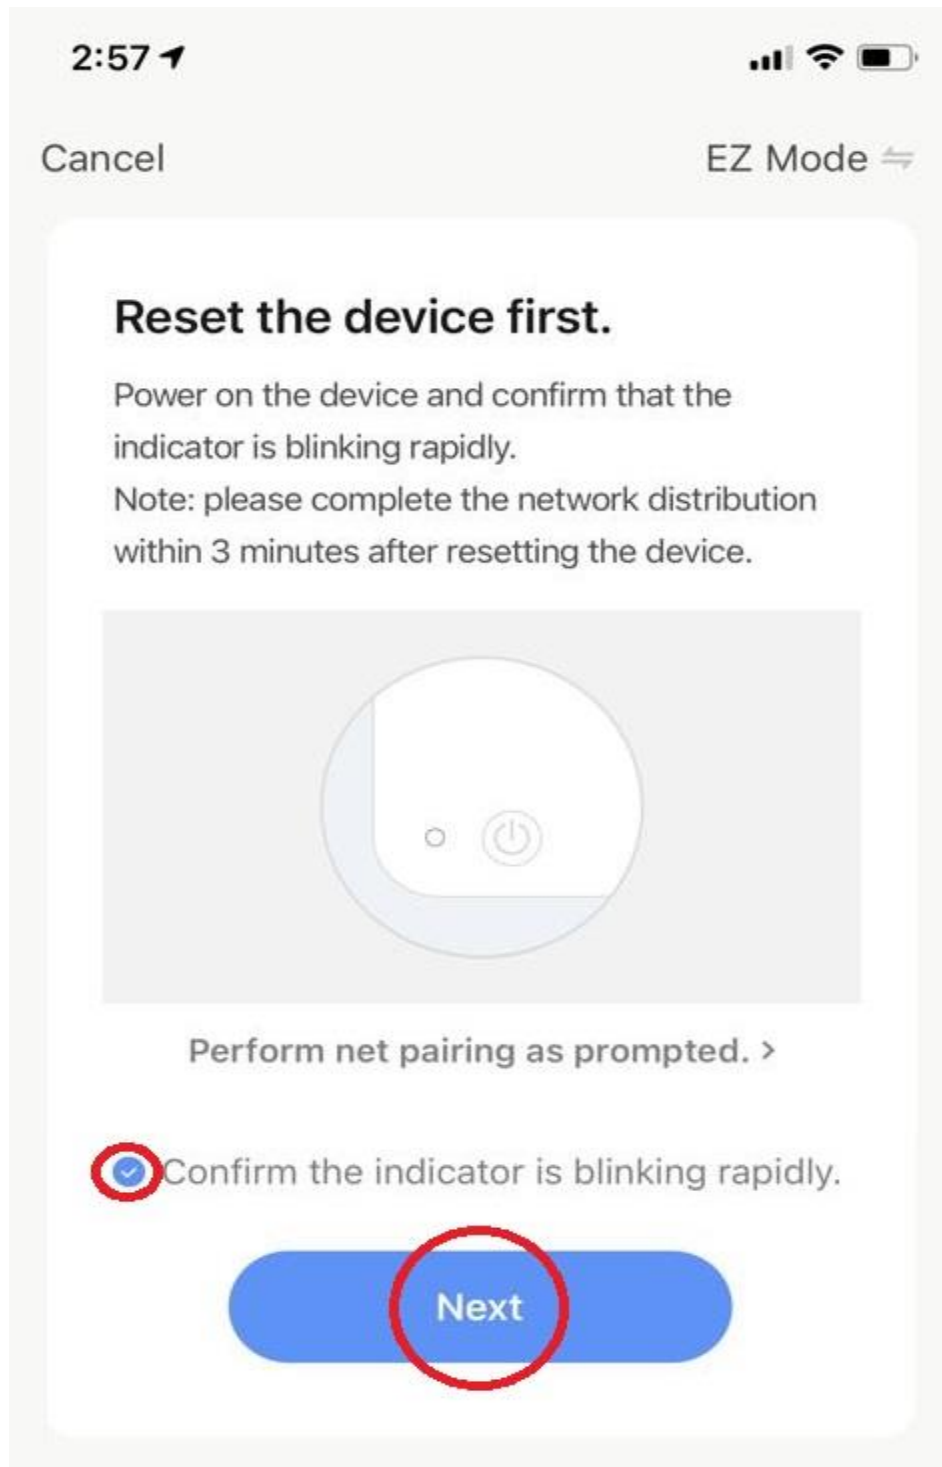 2:57
Cancel
EZ Mode
Reset the device first.
Power on the device and confirm that the
indicator is blinking rapidly.
Note: please complete the network distribution
within 3 minutes after resetting the device.
Perform net pairing as prompted. >
Confirm the indicator is blinking rapidly.
Next